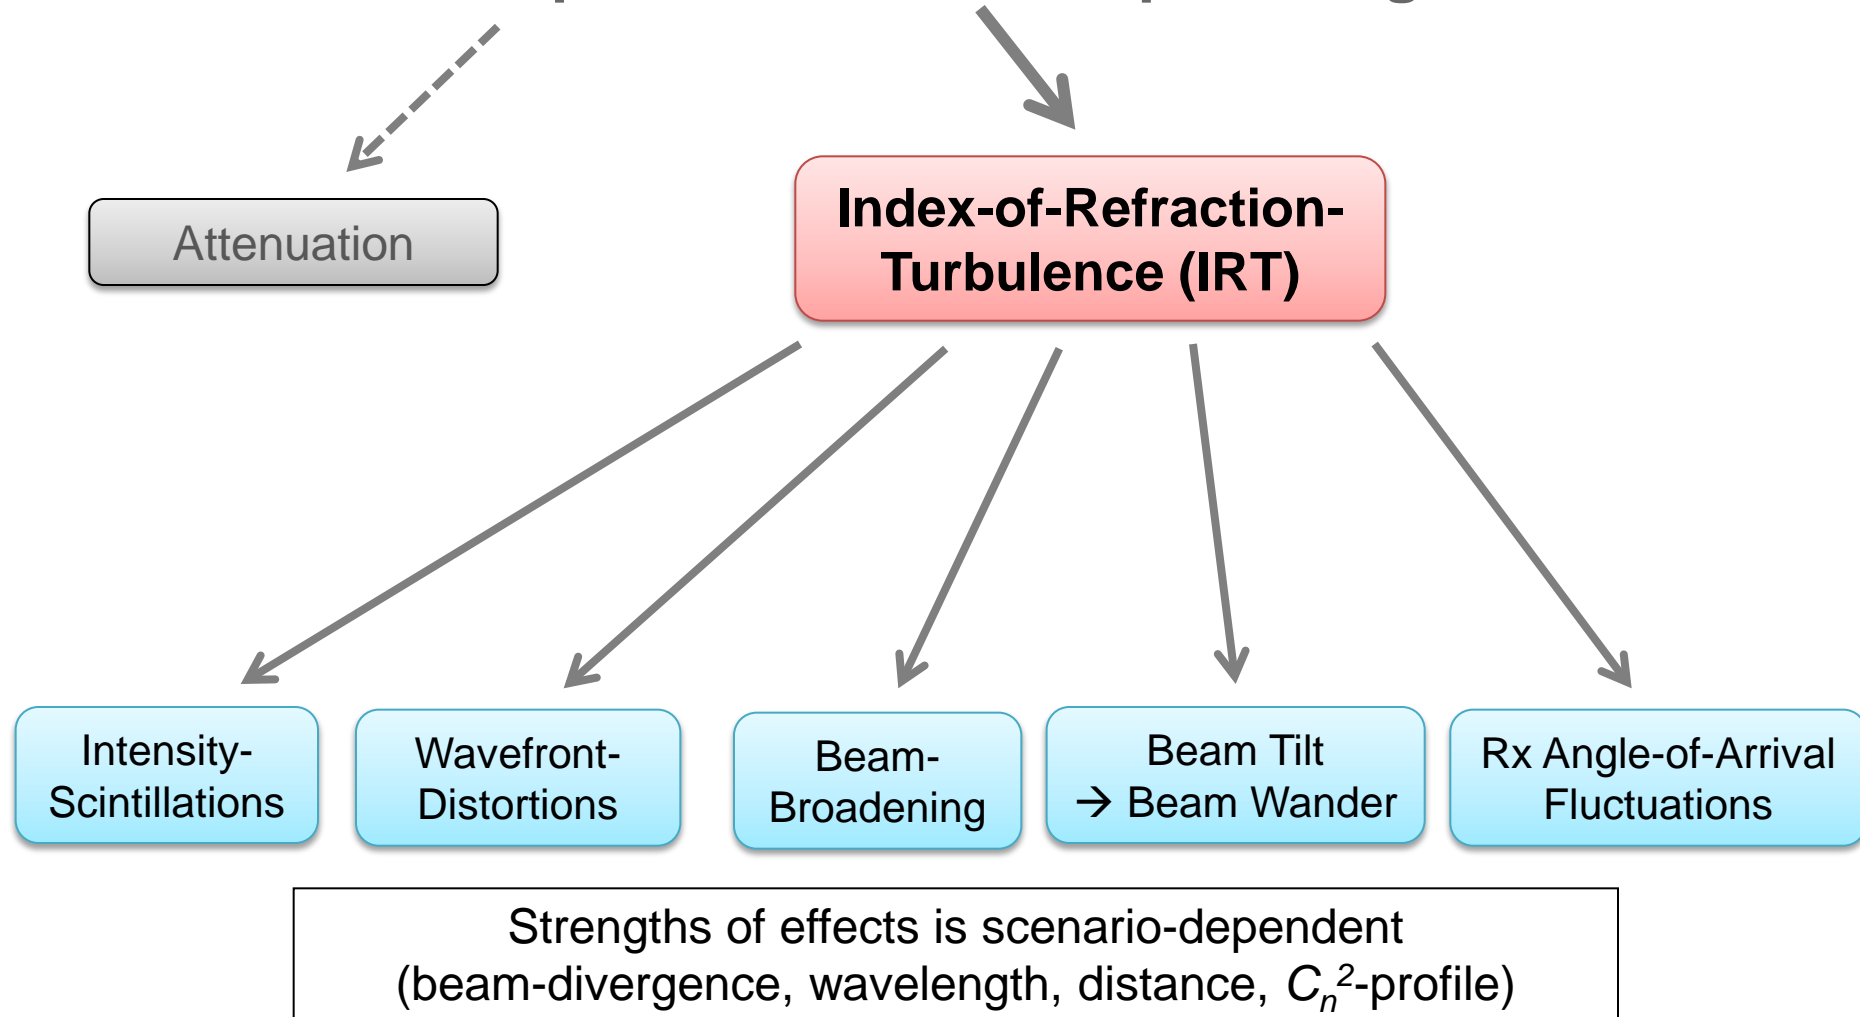 Attenuation
Index-of-Refraction-
Turbulence (IRT)
Intensity-
Scintillations
Wavefront-
Distortions
Beam-
Broadening
Beam Tilt
→ Beam Wander
Rx Angle-of-Arrival
Fluctuations
Strengths of effects is scenario-dependent
(beam-divergence, wavelength, distance, Cₙ²-profile)